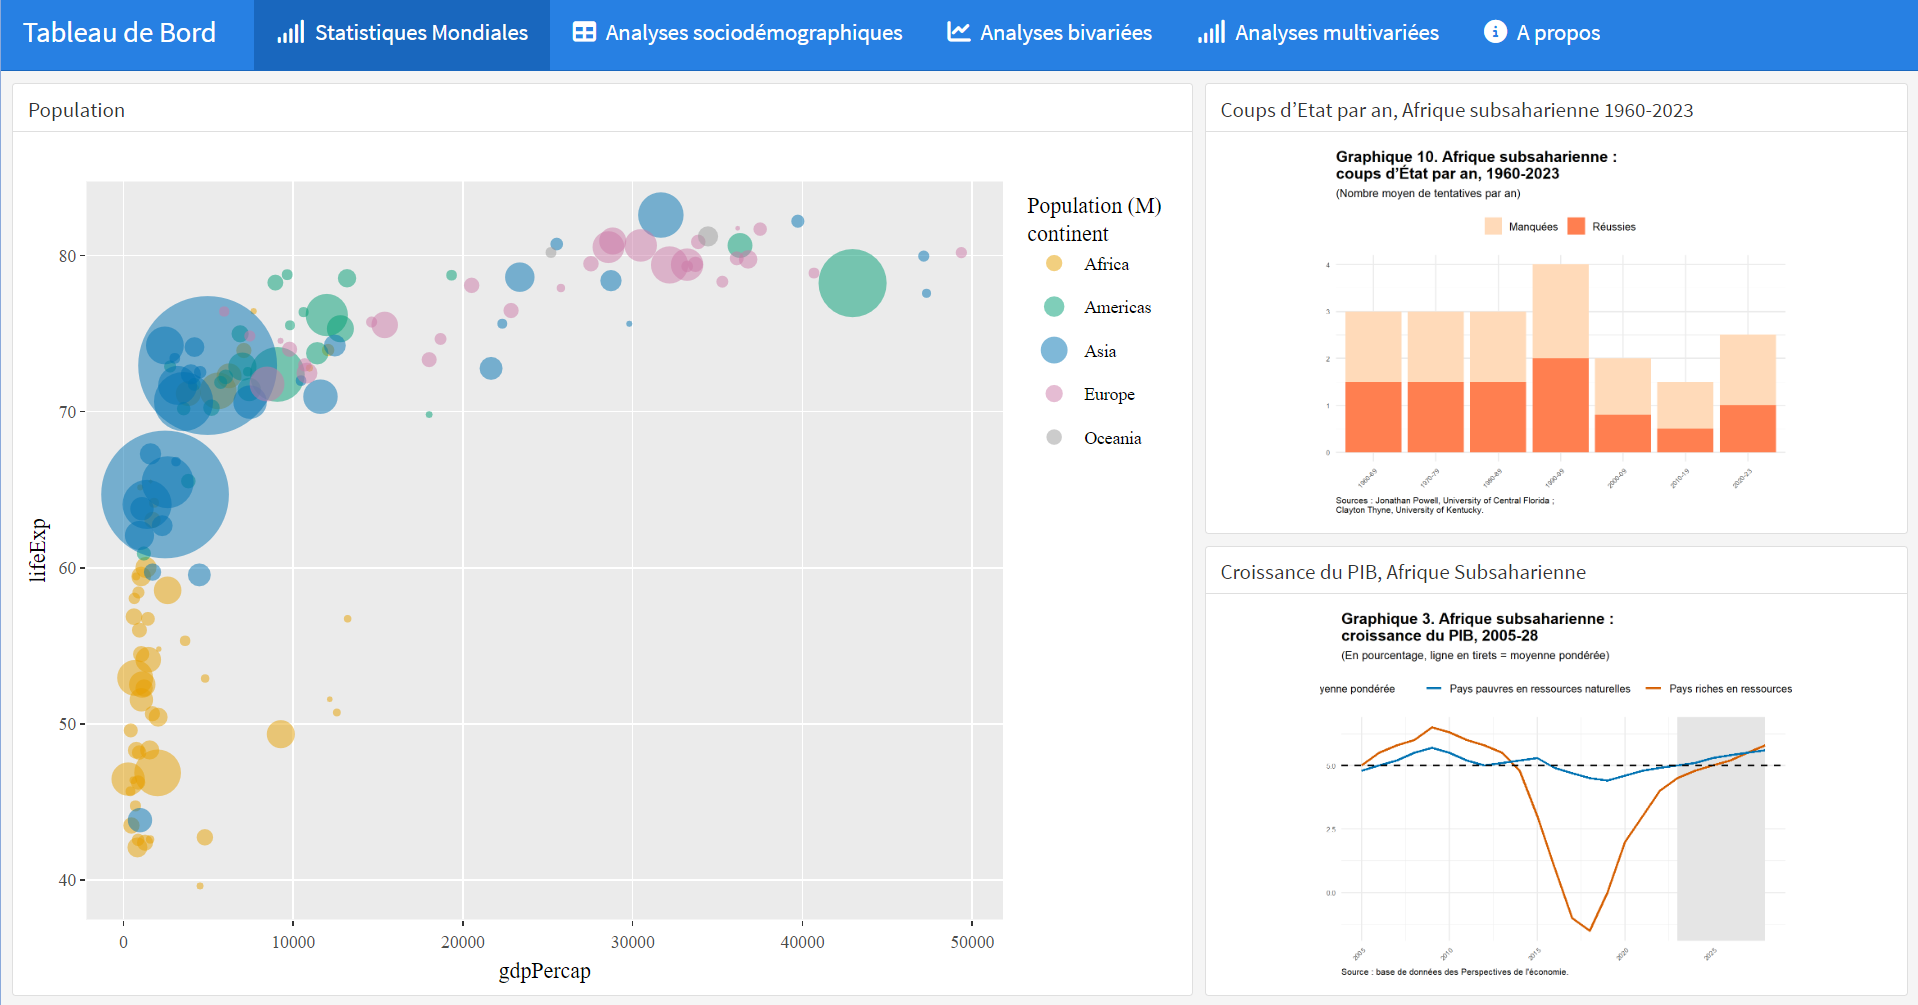 Tableau de Bord
Statistiques Mondiales
Analyses sociodémographiques
Analyses bivariées
Analyses multivariées
A propos
Population
80
70
60
50
40
lifeExp
0
10000
20000
30000
40000
50000
gdpPercap
Population (M)
continent
Africa
Americas
Asia
Europe
Oceania
Coups d’Etat par an, Afrique subsaharienne 1960-2023
Graphique 10. Afrique subsaharienne :
coups d’État par an, 1960-2023
(Nombre moyen de tentatives par an)
Manquées
Réussies
4
3
2
1
0
1960-69
1970-79
1980-89
1990-99
2000-09
2010-19
2020-23
Sources : Jonathan Powell, University of Central Florida ;
Clayton Thyne, University of Kentucky.
Croissance du PIB, Afrique Subsaharienne
Graphique 3. Afrique subsaharienne :
croissance du PIB, 2005-28
(En pourcentage, ligne en tirets = moyenne pondérée)
yenne pondérée
Pays pauvres en ressources naturelles
Pays riches en ressources
5.0
2.5
0.0
2005
2010
2015
2020
2025
Source : base de données des Perspectives de l'économie.